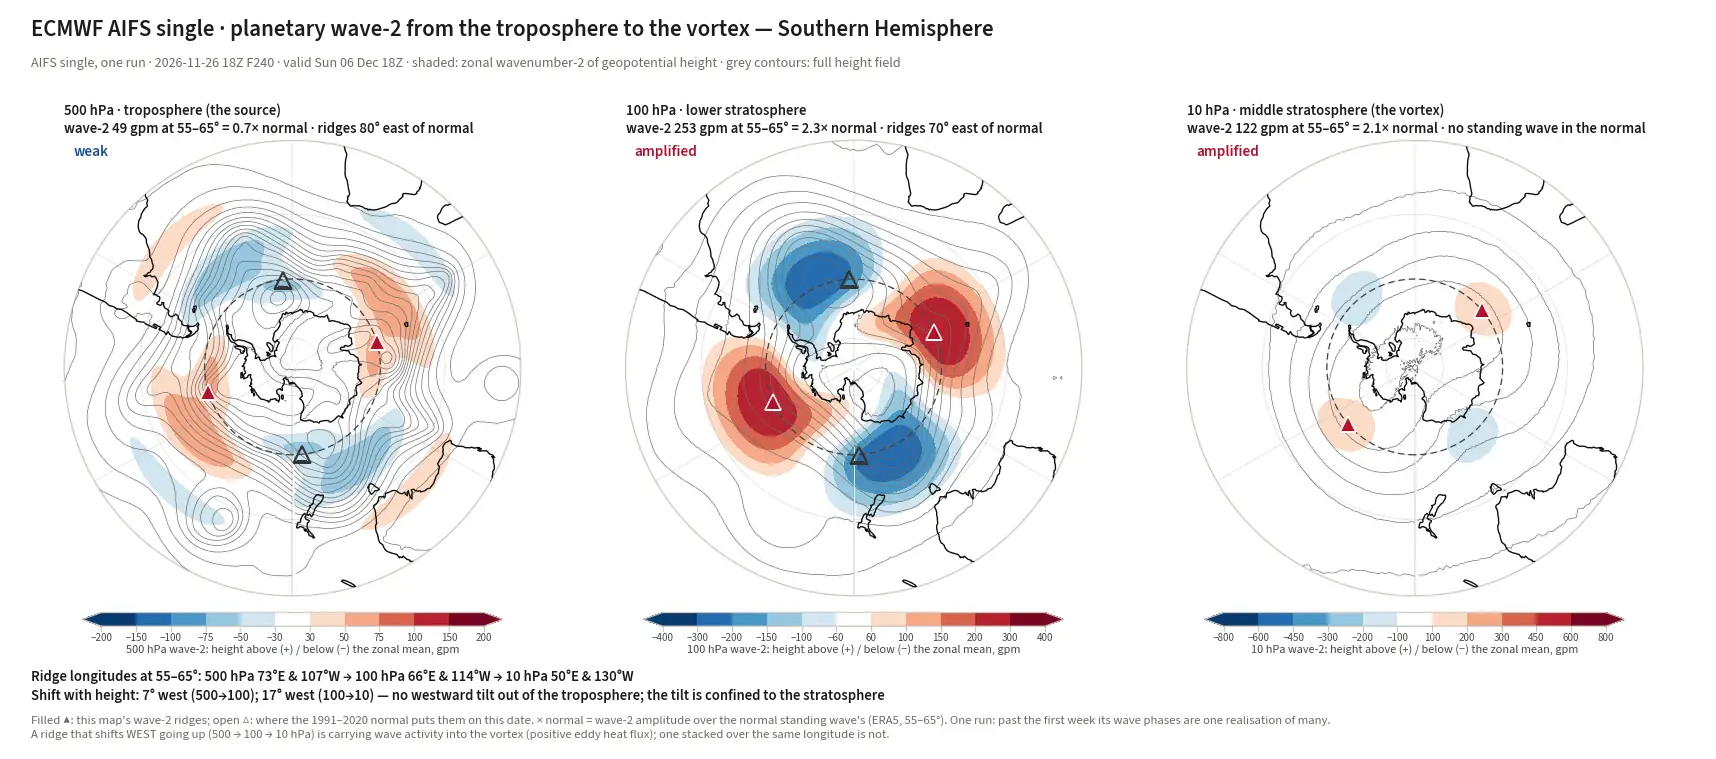 ECMWF AIFS single · planetary wave-2 from the troposphere to the vortex — Southern Hemisphere
AIFS single, one run · 2026-11-26 18Z F240 · valid Sun 06 Dec 18Z · shaded: zonal wavenumber-2 of geopotential height · grey contours: full height field
500 hPa · troposphere (the source)
wave-2 49 gpm at 55–65° = 0.7× normal · ridges 80° east of normal
weak
100 hPa · lower stratosphere
wave-2 253 gpm at 55–65° = 2.3× normal · ridges 70° east of normal
amplified
10 hPa · middle stratosphere (the vortex)
wave-2 122 gpm at 55–65° = 2.1× normal · no standing wave in the normal
amplified
−200 −150 −100 −75 −50 −30 30 50 75 100 150 200
500 hPa wave-2: height above (+) / below (−) the zonal mean, gpm
−400 −300 −200 −150 −100 −60 60 100 150 200 300 400
100 hPa wave-2: height above (+) / below (−) the zonal mean, gpm
−800 −600 −450 −300 −200 −100 100 200 300 450 600 800
10 hPa wave-2: height above (+) / below (−) the zonal mean, gpm
Ridge longitudes at 55–65°: 500 hPa 73°E & 107°W → 100 hPa 66°E & 114°W → 10 hPa 50°E & 130°W
Shift with height: 7° west (500→100); 17° west (100→10) — no westward tilt out of the troposphere; the tilt is confined to the stratosphere
Filled ▲: this map's wave-2 ridges; open △: where the 1991–2020 normal puts them on this date. × normal = wave-2 amplitude over the normal standing wave's (ERA5, 55–65°). One run: past the first week its wave phases are one realisation of many.
A ridge that shifts WEST going up (500 → 100 → 10 hPa) is carrying wave activity into the vortex (positive eddy heat flux); one stacked over the same longitude is not.